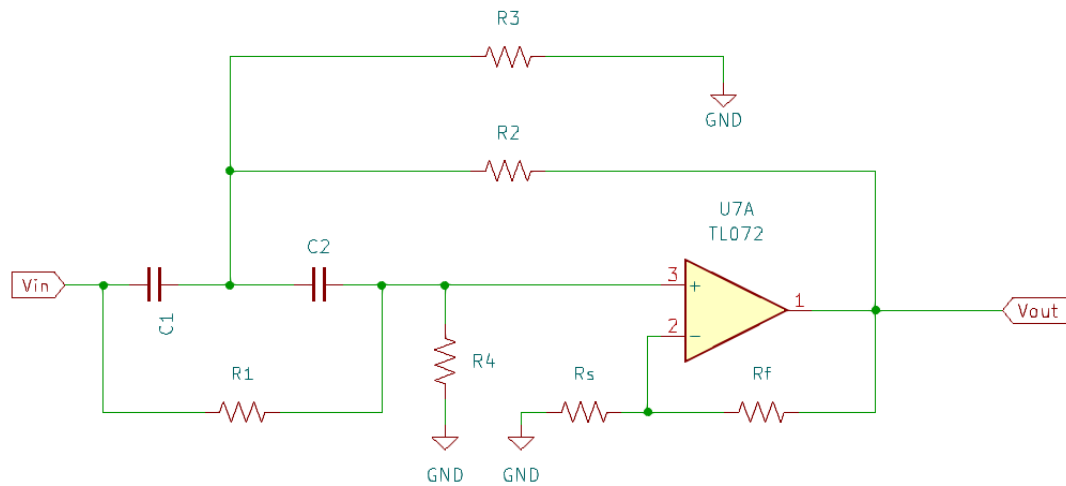 R3
GND
R2
U7A
TL072
Vin
C1
C2
3
+
2
−
1
Vout
R1
R4
Rs
Rf
GND
GND